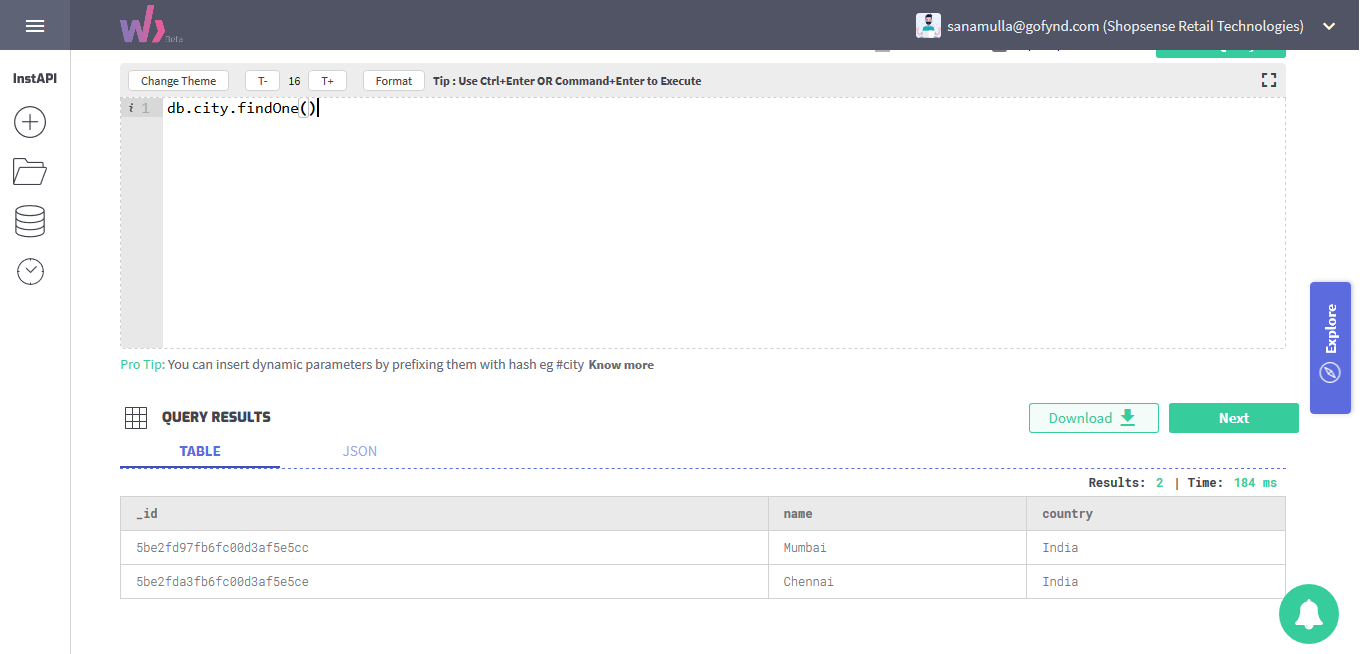 Beta
sanamulla@gofynd.com (Shopsense Retail Technologies)
InstAPI
Change Theme T- 16 T+ Format Tip : Use Ctrl+Enter OR Command+Enter to Execute
i 1 db.city.findOne()
Explore
Pro Tip: You can insert dynamic parameters by prefixing them with hash eg #city Know more
QUERY RESULTS
Download
Next
TABLE JSON
Results: 2 | Time: 184 ms
_id name country
5be2fd97fb6fc00d3af5e5cc Mumbai India
5be2fda3fb6fc00d3af5e5ce Chennai India